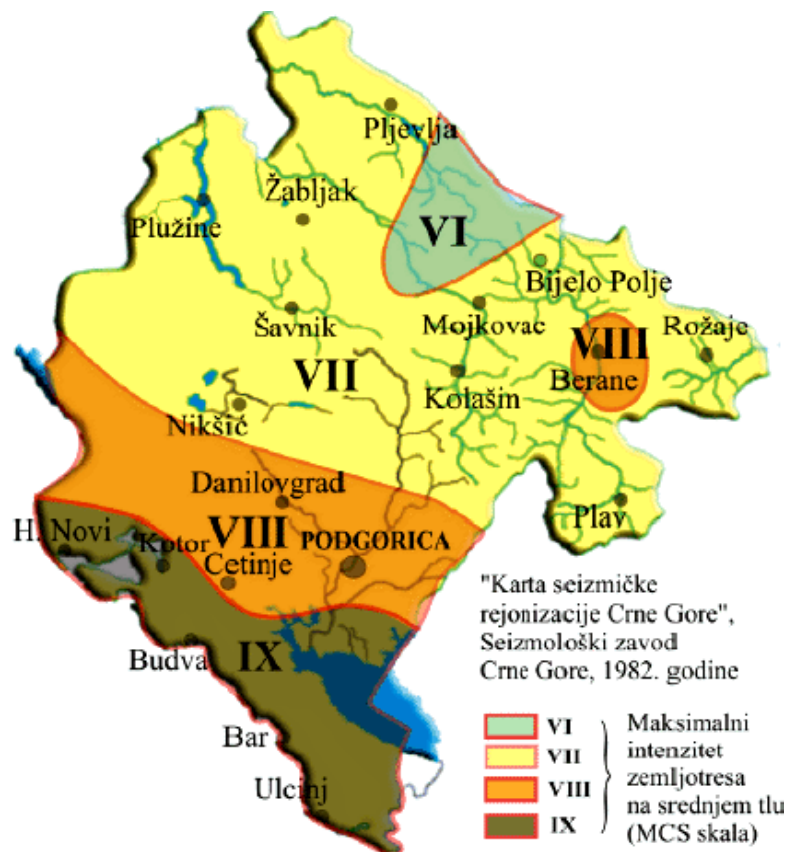 Pljevlja
Žabljak
Plužine
VI
Bijelo Polje
Šavnik
Mojkovac
VIII
Rožaje
VII
Berane
Kolašin
Nikšić
Danilovgrad
Plav
H. Novi
VIII
PODGORICA
Kotor
Cetinje
"Karta seizmičke
rejonizacije Crne Gore",
Seizmološki zavod
Crne Gore, 1982. godine
Budva
IX
Bar
Ulcinj
VI
VII
VIII
IX
Maksimalni
intenzitet
zemljotresa
na srednjem tlu
(MCS skala)